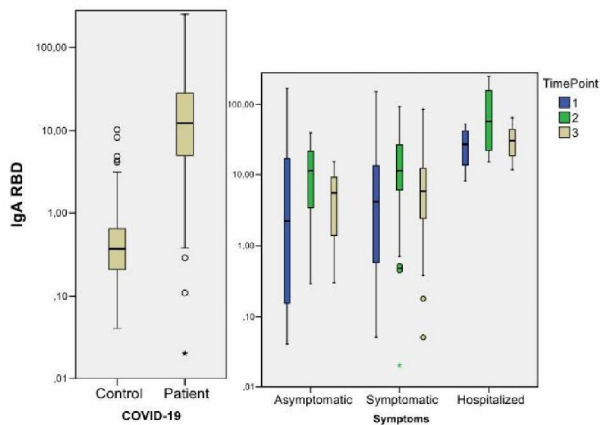 IgA RBD
100,00
10,00
1,00
,10
,01
Control Patient
COVID-19
100,00
10,00
1,00
,10
,01
Asymptomatic Symptomatic Hospitalized
Symptoms
TimePoint
1
2
3